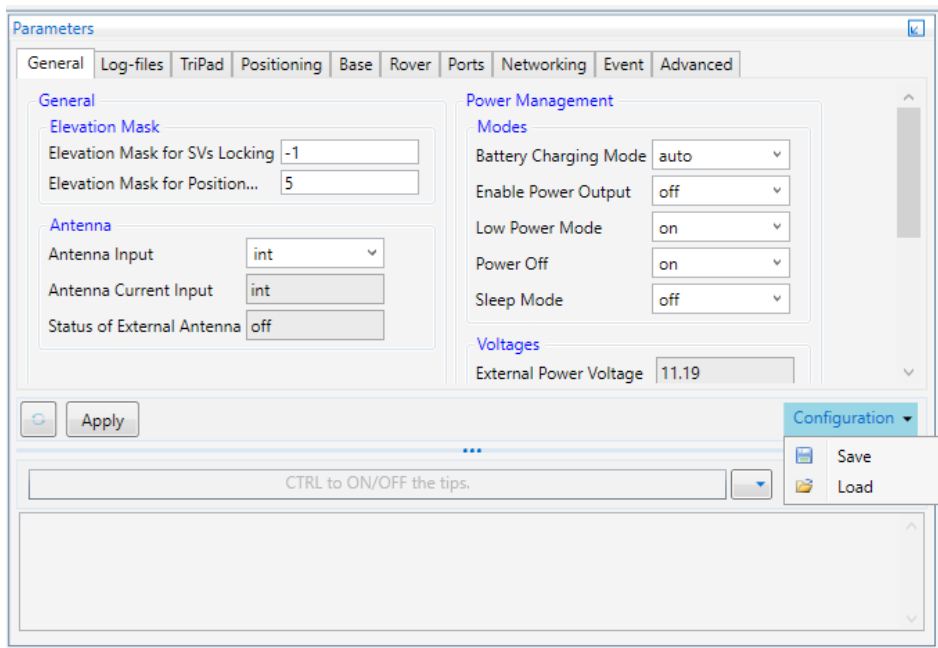 Parameters
General Log-files TriPad Positioning Base Rover Ports Networking Event Advanced
General
Elevation Mask
Elevation Mask for SVs Locking -1
Elevation Mask for Position... 5
Antenna
Antenna Input int
Antenna Current Input int
Status of External Antenna off
Power Management
Modes
Battery Charging Mode auto
Enable Power Output off
Low Power Mode on
Power Off on
Sleep Mode off
Voltages
External Power Voltage 11.19
Apply
Configuration
Save
Load
CTRL to ON/OFF the tips.